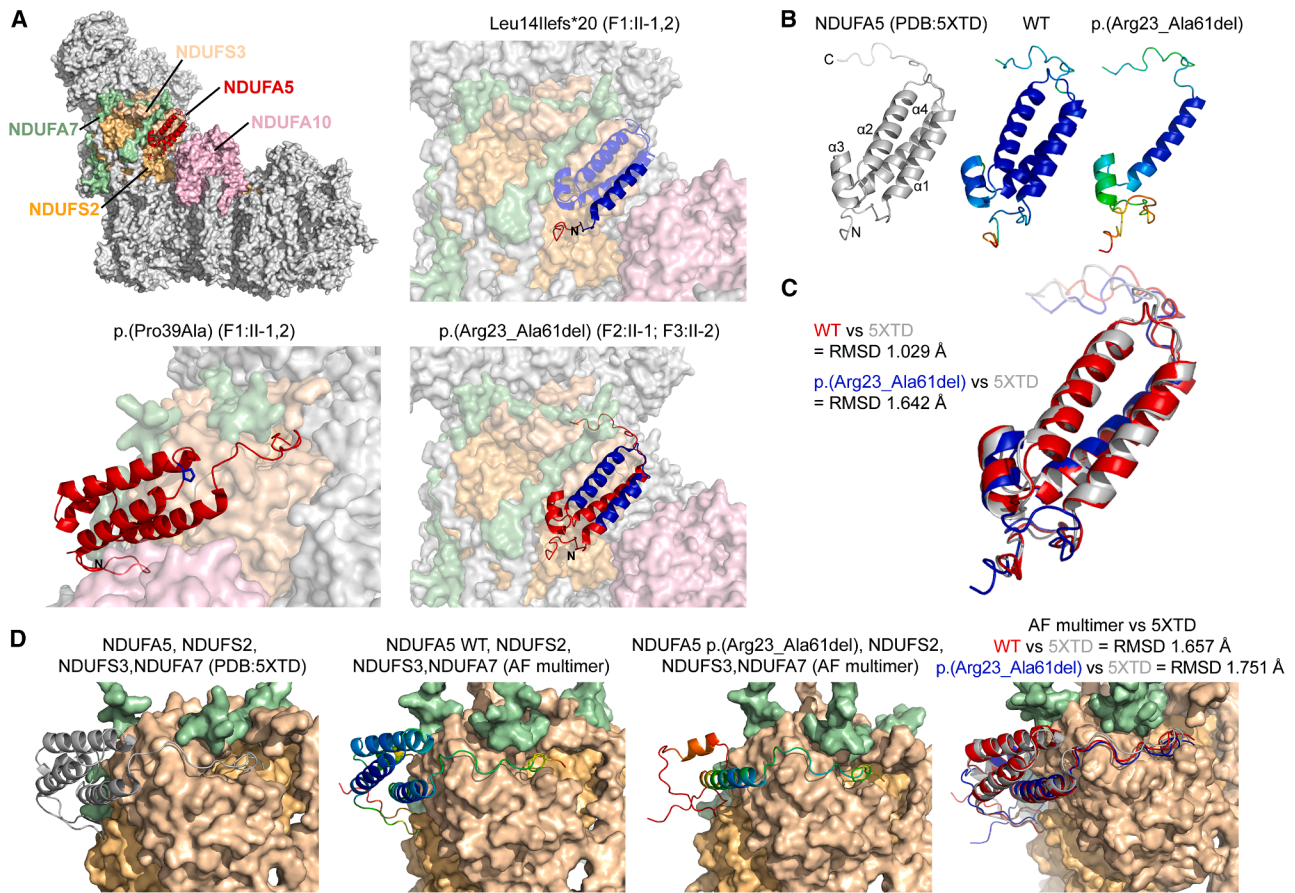 A
NDUFS3
NDUFA5
NDUFA7
NDUFA10
NDUFS2
Leu14Ilefs*20 (F1:II-1,2)
N
p.(Pro39Ala) (F1:II-1,2)
N
p.(Arg23_Ala61del) (F2:II-1; F3:II-2)
N
B
NDUFA5 (PDB:5XTD)
WT
p.(Arg23_Ala61del)
C
α4
α2
α3
α1
N
C
WT vs 5XTD
= RMSD 1.029 Å
p.(Arg23_Ala61del) vs 5XTD
= RMSD 1.642 Å
D
NDUFA5, NDUFS2,
NDUFS3,NDUFA7 (PDB:5XTD)
NDUFA5 WT, NDUFS2,
NDUFS3,NDUFA7 (AF multimer)
NDUFA5 p.(Arg23_Ala61del), NDUFS2,
NDUFS3,NDUFA7 (AF multimer)
AF multimer vs 5XTD
WT vs 5XTD = RMSD 1.657 Å
p.(Arg23_Ala61del) vs 5XTD = RMSD 1.751 Å